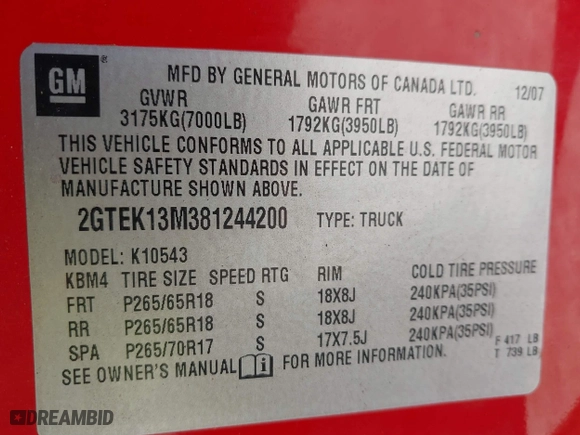 GM
MFD BY GENERAL MOTORS OF CANADA LTD. 12/07
GVWR GAWR FRT GAWR RR
3175KG(7000LB) 1792KG(3950LB) 1792KG(3950LB)
THIS VEHICLE CONFORMS TO ALL APPLICABLE U.S. FEDERAL MOTOR
VEHICLE SAFETY STANDARDS IN EFFECT ON THE DATE OF
MANUFACTURE SHOWN ABOVE.
2GTEK13M381244200 TYPE: TRUCK
MODEL: K10543
KBM4 TIRE SIZE SPEED RTG RIM COLD TIRE PRESSURE
FRT P265/65R18 S 18X8J 240KPA(35PSI)
RR P265/65R18 S 18X8J 240KPA(35PSI)
SPA P265/70R17 S 17X7.5J 240KPA(35PSI)
F 417 LB
T 739 LB
SEE OWNER'S MANUAL i FOR MORE INFORMATION.
DREAMBID